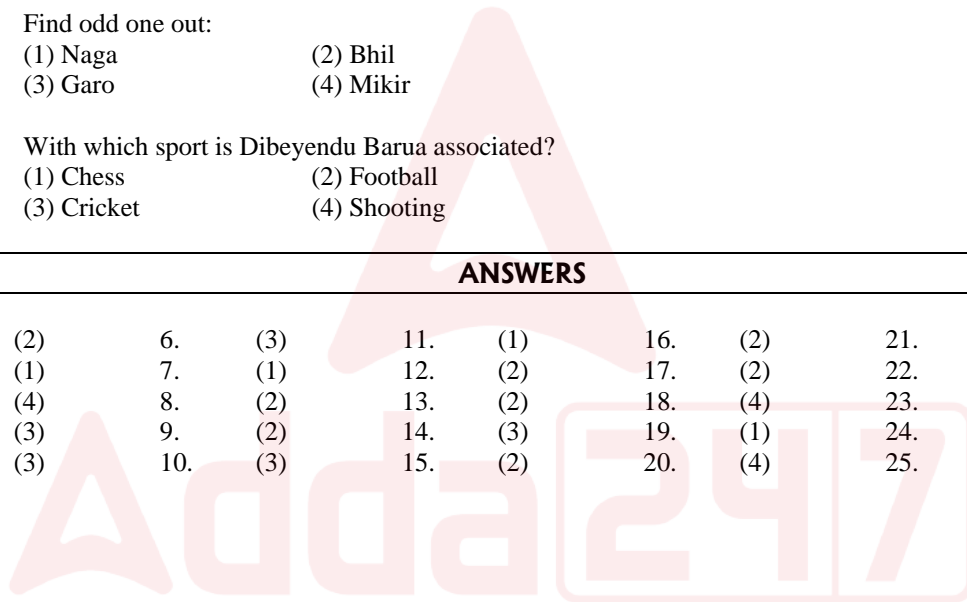 Find odd one out:
(1) Naga (2) Bhil
(3) Garo (4) Mikir
With which sport is Dibeyendu Barua associated?
(1) Chess (2) Football
(3) Cricket (4) Shooting
ANSWERS
(2) 6. (3) 11. (1) 16. (2) 21.
(1) 7. (1) 12. (2) 17. (2) 22.
(4) 8. (2) 13. (2) 18. (4) 23.
(3) 9. (2) 14. (3) 19. (1) 24.
(3) 10. (3) 15. (2) 20. (4) 25.
Adda247